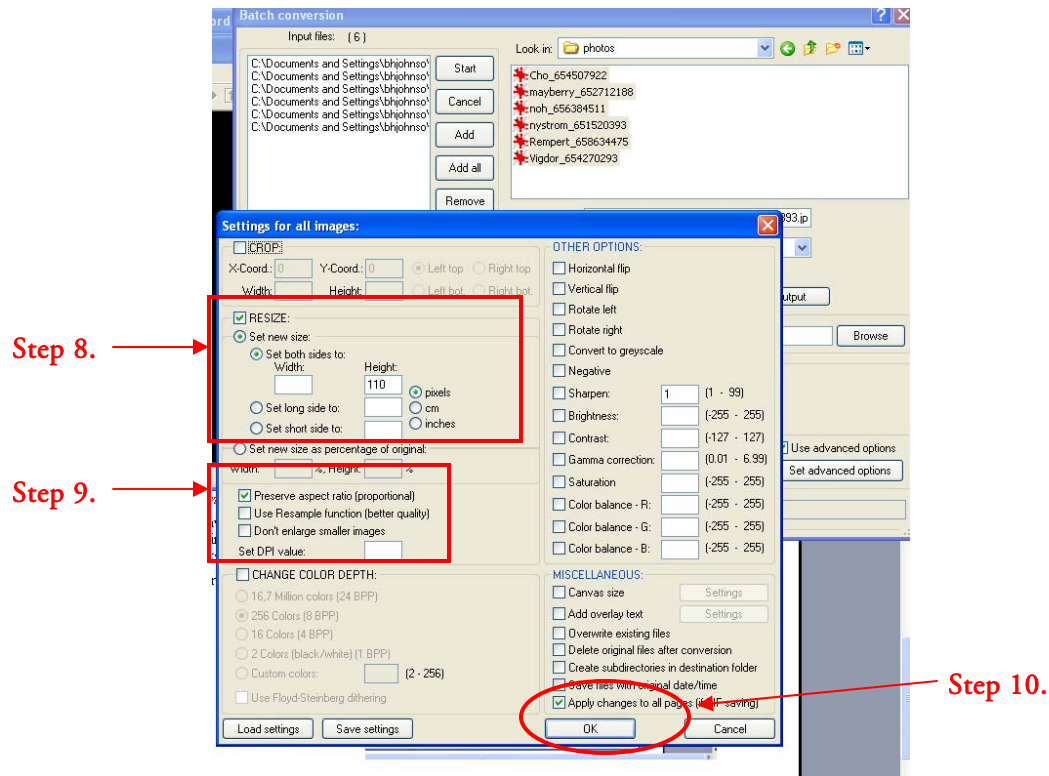 ord
Batch conversion
Input files: ( 6 )
Look in: photos
C:\Documents and Settings\bhjohnso\
C:\Documents and Settings\bhjohnso\
C:\Documents and Settings\bhjohnso\
C:\Documents and Settings\bhjohnso\
C:\Documents and Settings\bhjohnso\
C:\Documents and Settings\bhjohnso\
Start
Cancel
Add
Add all
Remove
Cho_654507922
mayberry_652712188
noh_656384511
nystrom_651520393
Rempert_658634475
Vigdor_654270293
393.jp
utput
Browse
Use advanced options
Set advanced options
Settings for all images:
CROP:
X-Coord.: 0 Y-Coord.: 0 Left top Right top
Width: Height: Left bot. Right bot.
Step 8.
RESIZE:
Set new size:
Set both sides to:
Width: Height:
110
pixels
cm
inches
Set long side to:
Set short side to:
Set new size as percentage of original:
Width: %, Height: %
Step 9.
Preserve aspect ratio (proportional)
Use Resample function (better quality)
Don't enlarge smaller images
Set DPI value:
CHANGE COLOR DEPTH:
16,7 Million colors (24 BPP)
256 Colors (8 BPP)
16 Colors (4 BPP)
2 Colors (black/white) (1 BPP)
Custom colors: (2 - 256)
Use Floyd-Steinberg dithering
Load settings Save settings
OTHER OPTIONS:
Horizontal flip
Vertical flip
Rotate left
Rotate right
Convert to greyscale
Negative
Sharpen: 1 (1 - 99)
Brightness: (-255 - 255)
Contrast: (-127 - 127)
Gamma correction: (0.01 - 6.99)
Saturation (-255 - 255)
Color balance - R: (-255 - 255)
Color balance - G: (-255 - 255)
Color balance - B: (-255 - 255)
MISCELLANEOUS:
Canvas size Settings
Add overlay text Settings
Overwrite existing files
Delete original files after conversion
Create subdirectories in destination folder
Save files with original date/time
Apply changes to all pages (if TIF saving)
OK Cancel
Step 10.